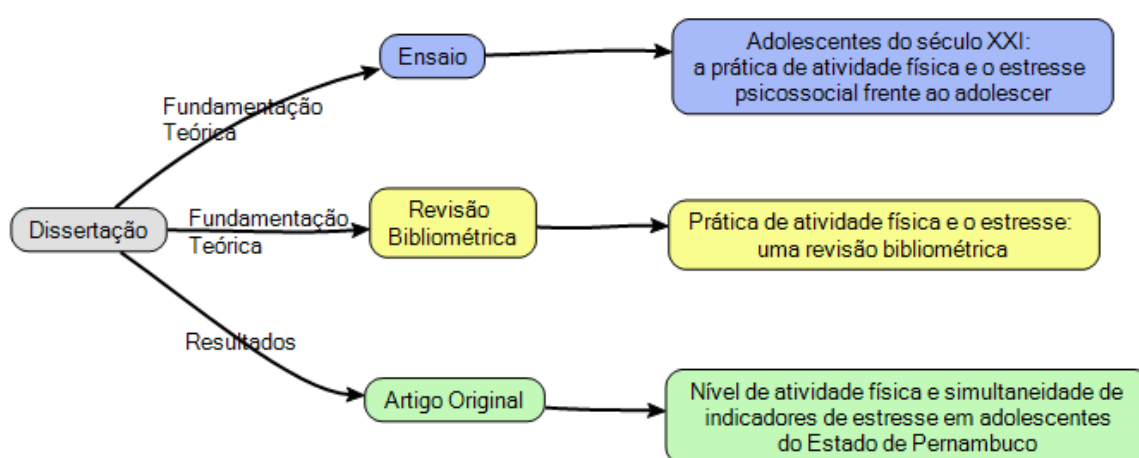 Ensaio
Adolescentes do século XXI:
a prática de atividade física e o estresse
psicossocial frente ao adolescer
Fundamentação
Teórica
Dissertação
Fundamentação
Teórica
Revisão
Bibliométrica
Prática de atividade física e o estresse:
uma revisão bibliométrica
Resultados
Artigo Original
Nível de atividade física e simultaneidade de
indicadores de estresse em adolescentes
do Estado de Pernambuco